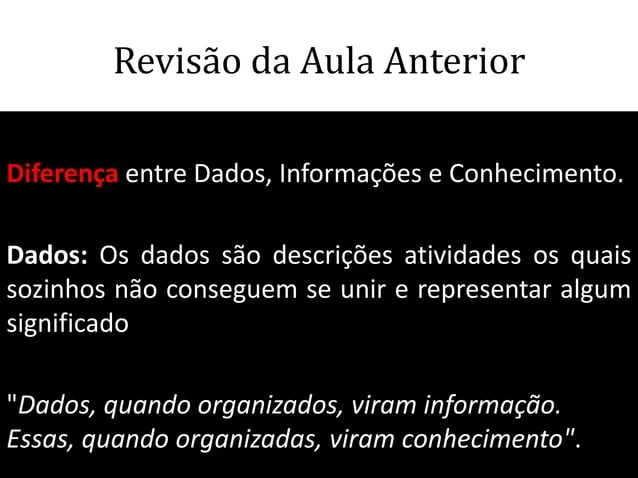 Revisão da Aula Anterior
Diferença entre Dados, Informações e Conhecimento.
Dados: Os dados são descrições atividades os quais
sozinhos não conseguem se unir e representar algum
significado
"Dados, quando organizados, viram informação.
Essas, quando organizadas, viram conhecimento".